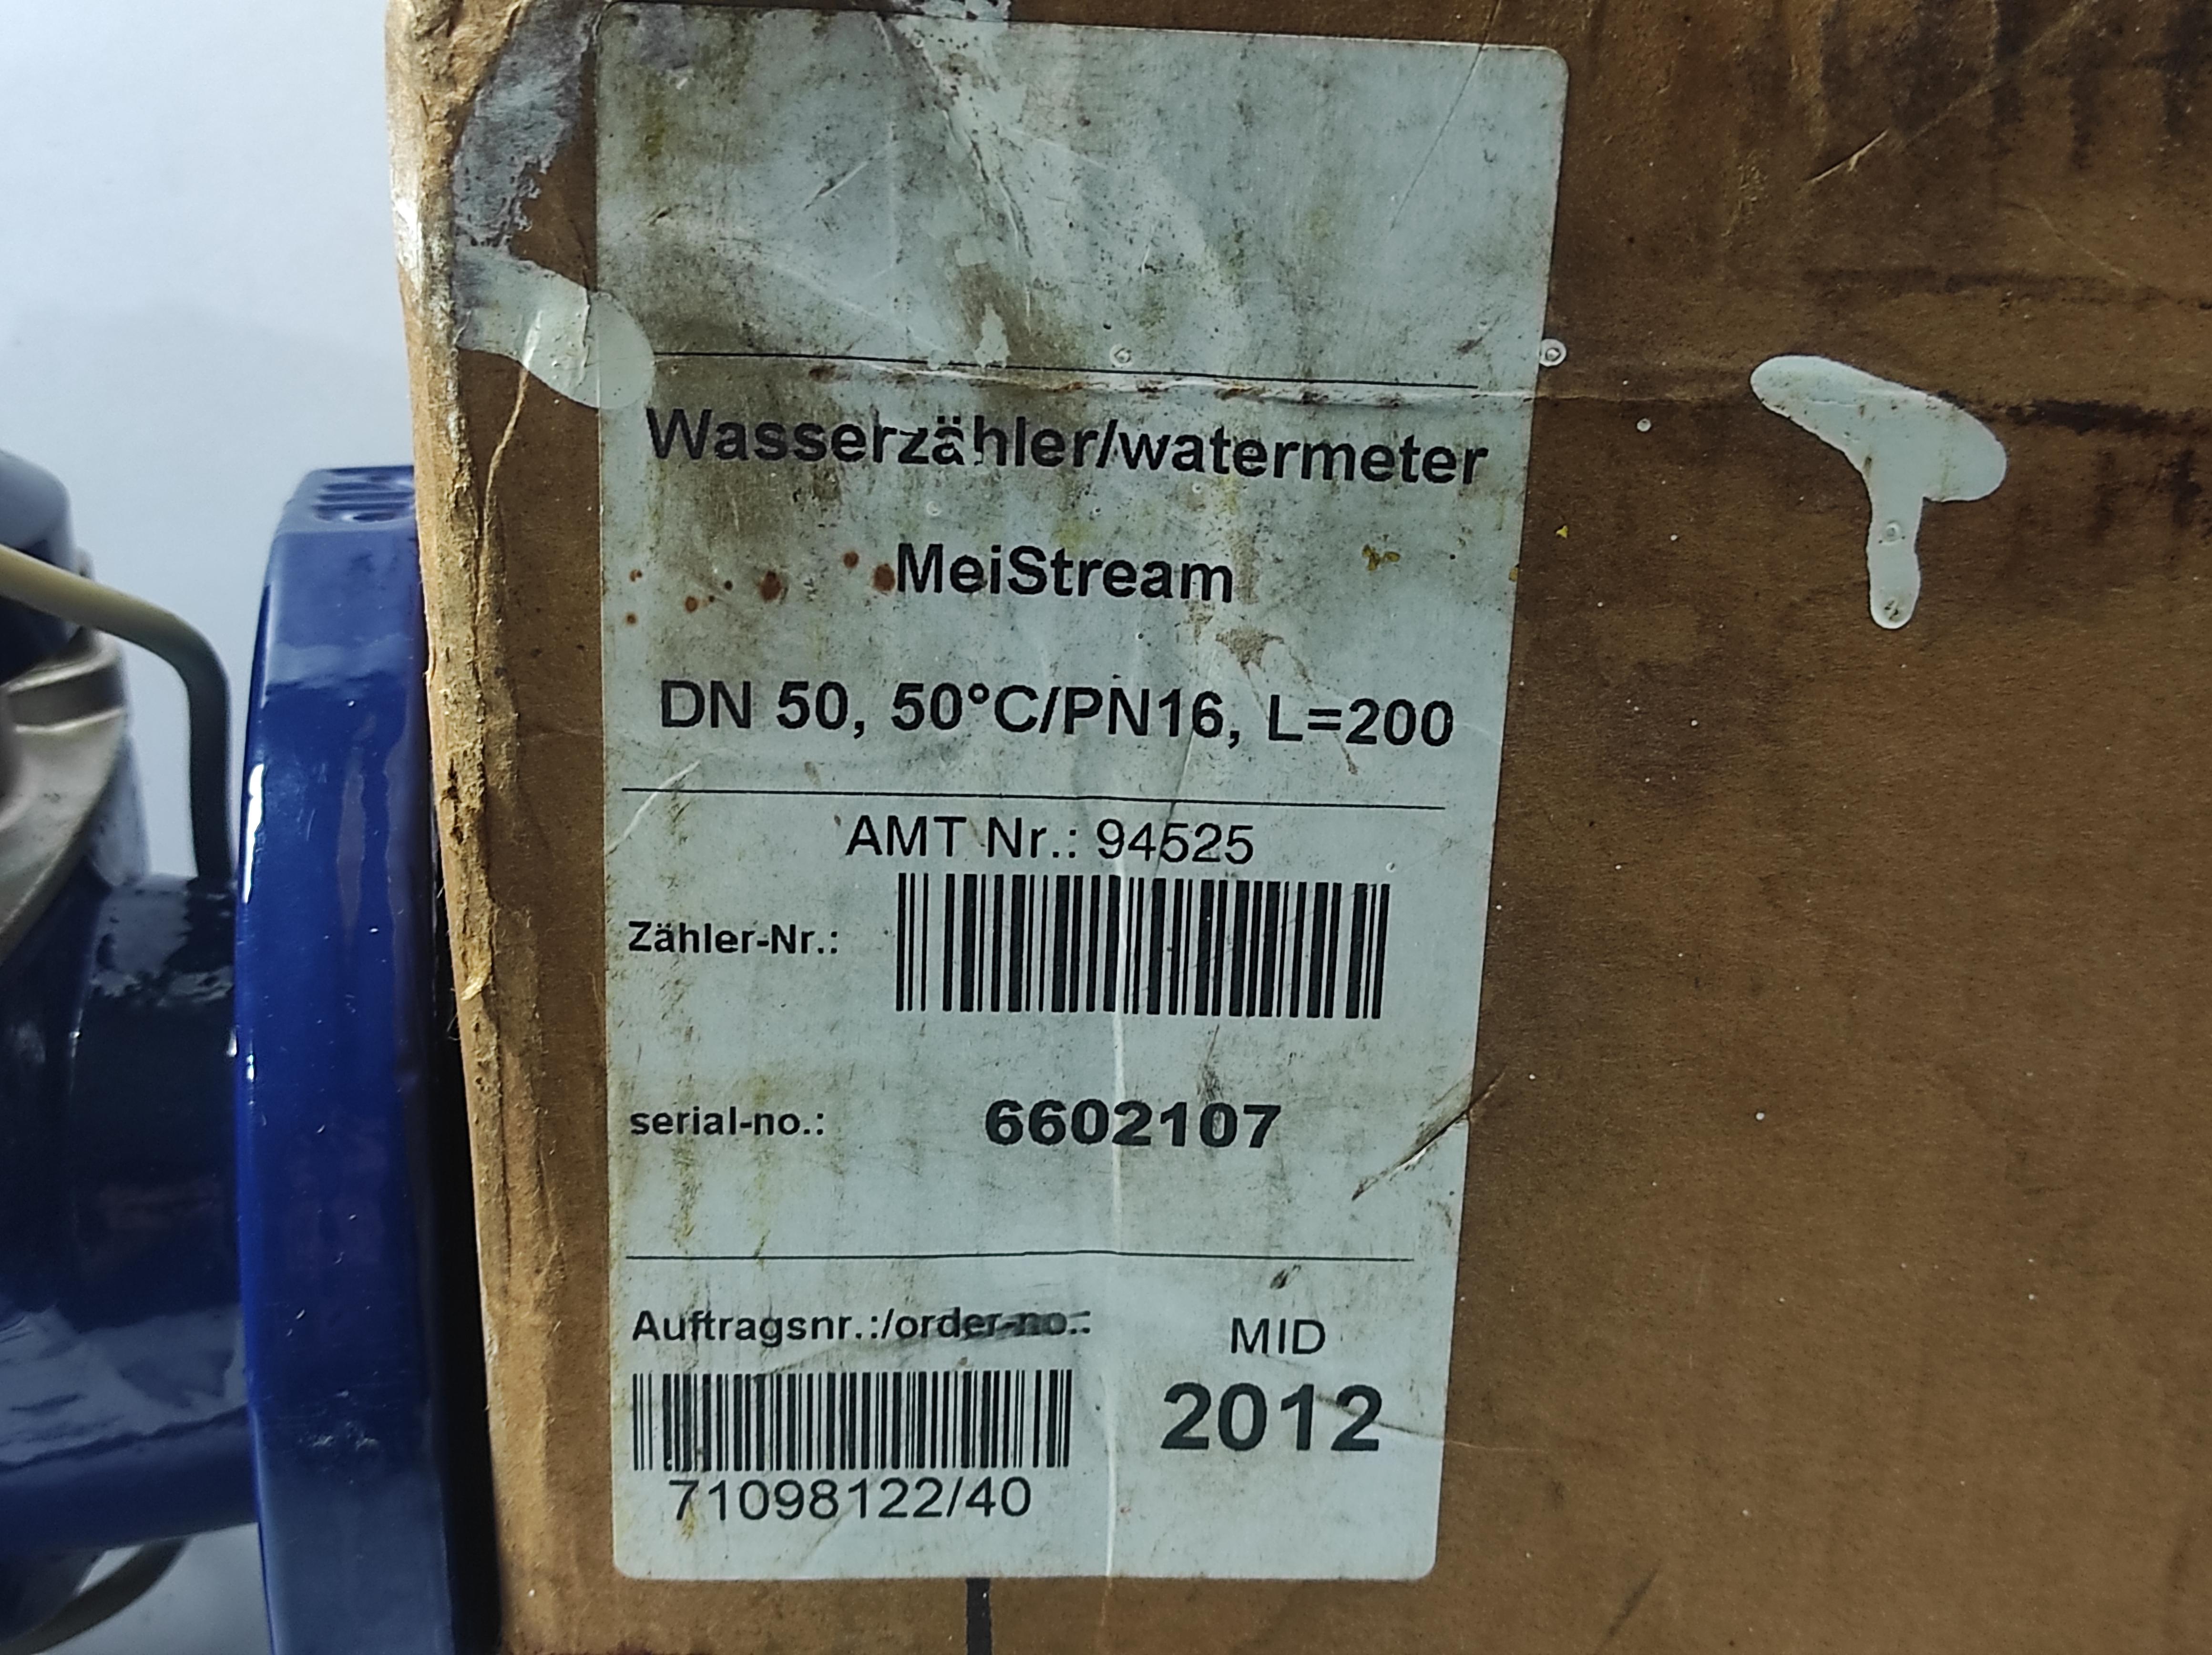 Wasserzähler/watermeter
MeiStream
DN 50, 50°C/PN16, L=200
AMT Nr.: 94525
Zähler-Nr.:
serial-no.: 6602107
Auftragsnr.:/order-no.: MID
2012
71098122/40